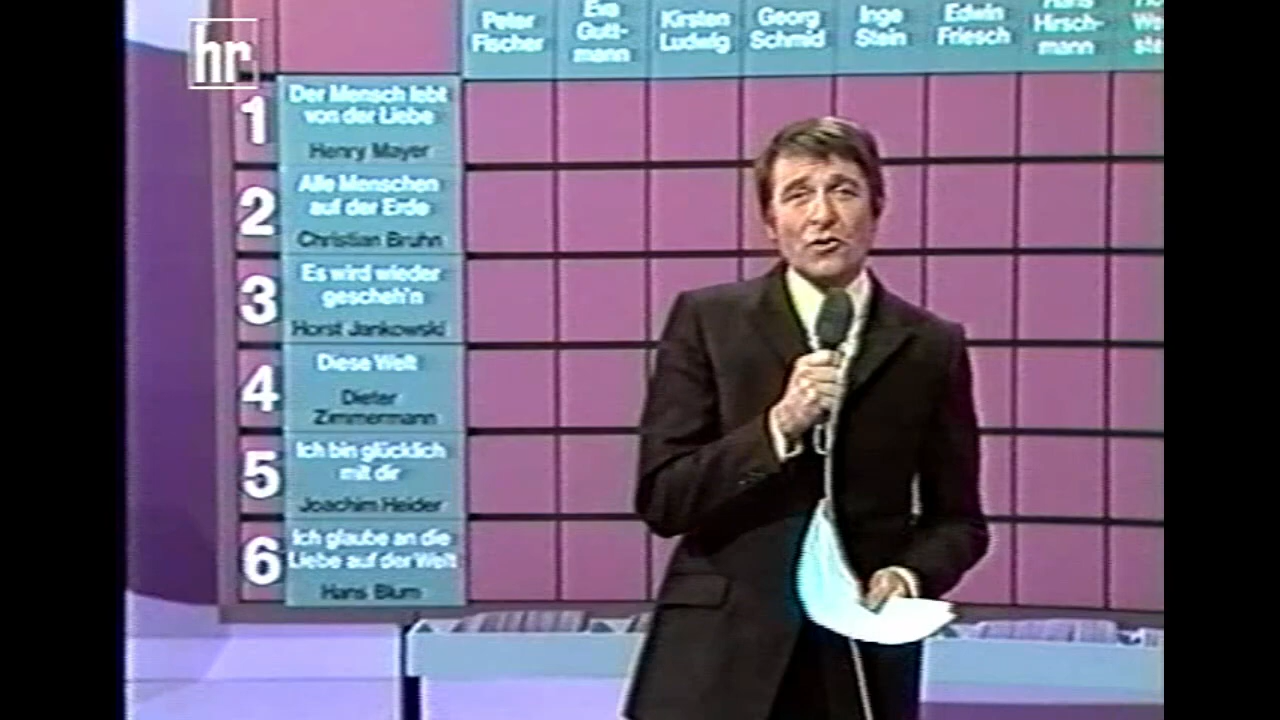 hr
Peter
Fischer
Eva
Gutt-
mann
Kirsten
Ludwig
Georg
Schmid
Inge
Stein
Edwin
Friesch
Hans
Hirsch-
mann
1
Der Mensch lebt
von der Liebe
Henry Mayer
2
Alle Menschen
auf der Erde
Christian Bruhn
3
Es wird wieder
gescheh'n
Horst Jankowski
4
Diese Welt
Dieter
Zimmermann
5
Ich bin glücklich
mit dir
Joachim Heider
6
Ich glaube an die
Liebe auf der Welt
Hans Blum